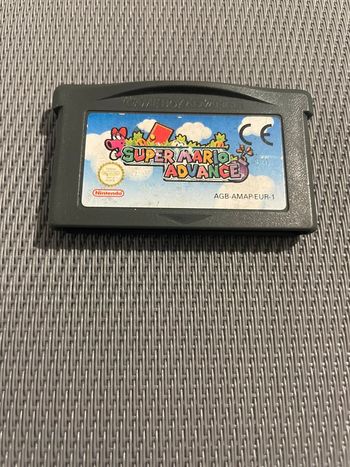 GAME BOY ADVANCE
CE
SUPER MARIO
ADVANCE
Nintendo
AGB-AMAP-EUR-1